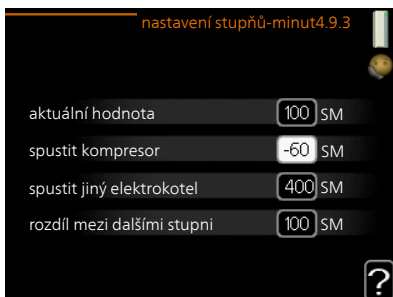 nastavení stupňů-minut4.9.3
aktuální hodnota 100 SM
spustit kompresor -60 SM
spustit jiný elektrokotel 400 SM
rozdíl mezi dalšími stupni 100 SM
?